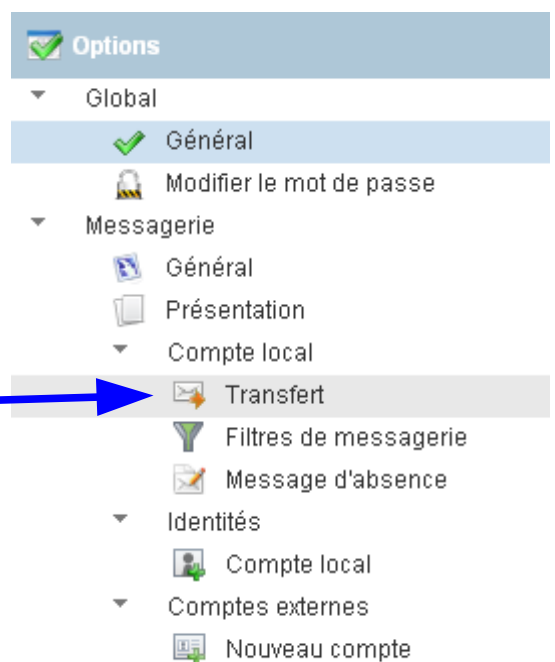 Options
Global
Général
Modifier le mot de passe
Messagerie
Général
Présentation
Compte local
Transfert
Filtres de messagerie
Message d'absence
Identités
Compte local
Comptes externes
Nouveau compte